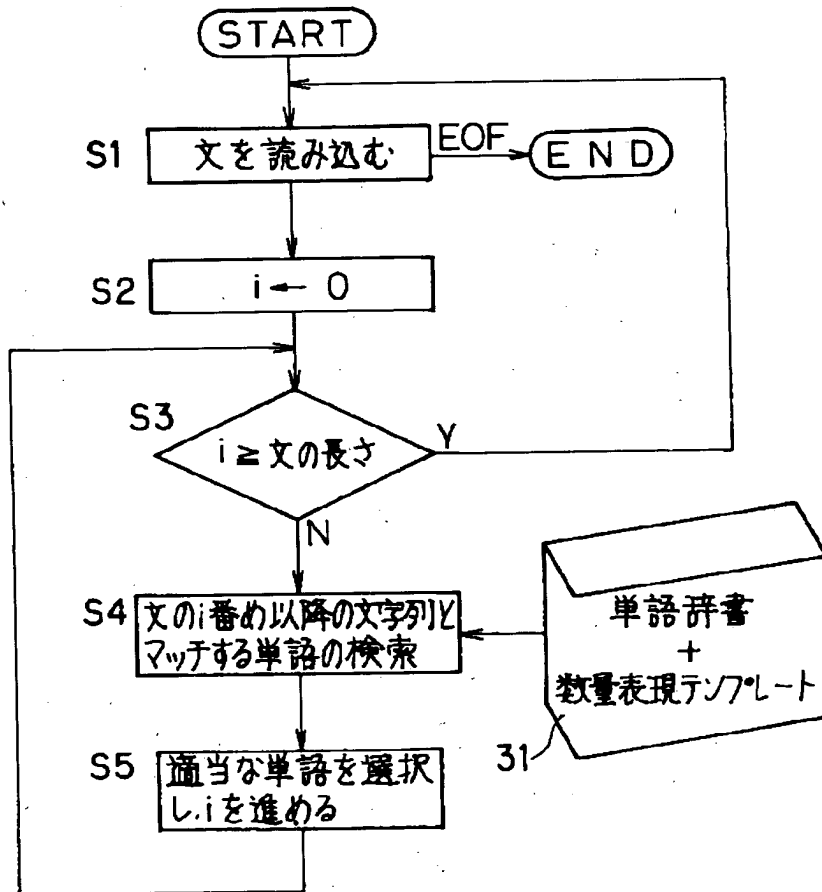 START
S1
文を読み込む
EOF
END
S2
i ← 0
S3
i ≧ 文の長さ
Y
N
S4
文のi番め以降の文字列と
マッチする単語の検索
単語辞書
+
数量表現テンプレート
31
S5
適当な単語を選択
し、iを進める